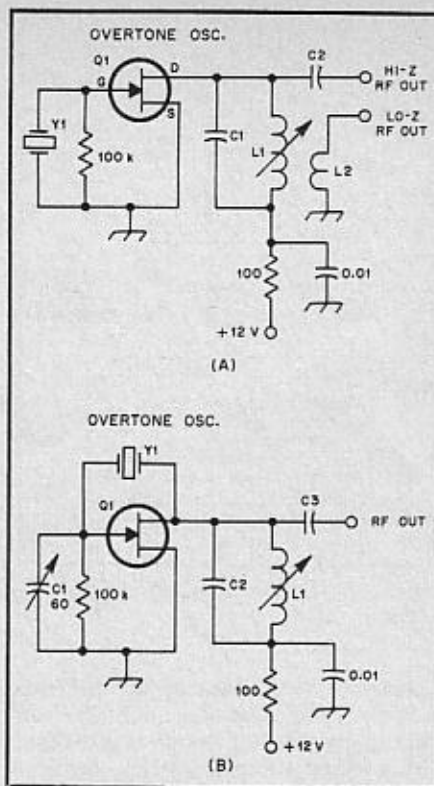 OVERTONE OSC.
Q1
D
G
S
C2
HI-Z
RF OUT
LO-Z
RF OUT
Y1
100 k
C1
L1
L2
100
0.01
+12 V
(A)
OVERTONE OSC.
Y1
Q1
C3
RF OUT
C1
60
100 k
C2
L1
100
0.01
+12 V
(B)